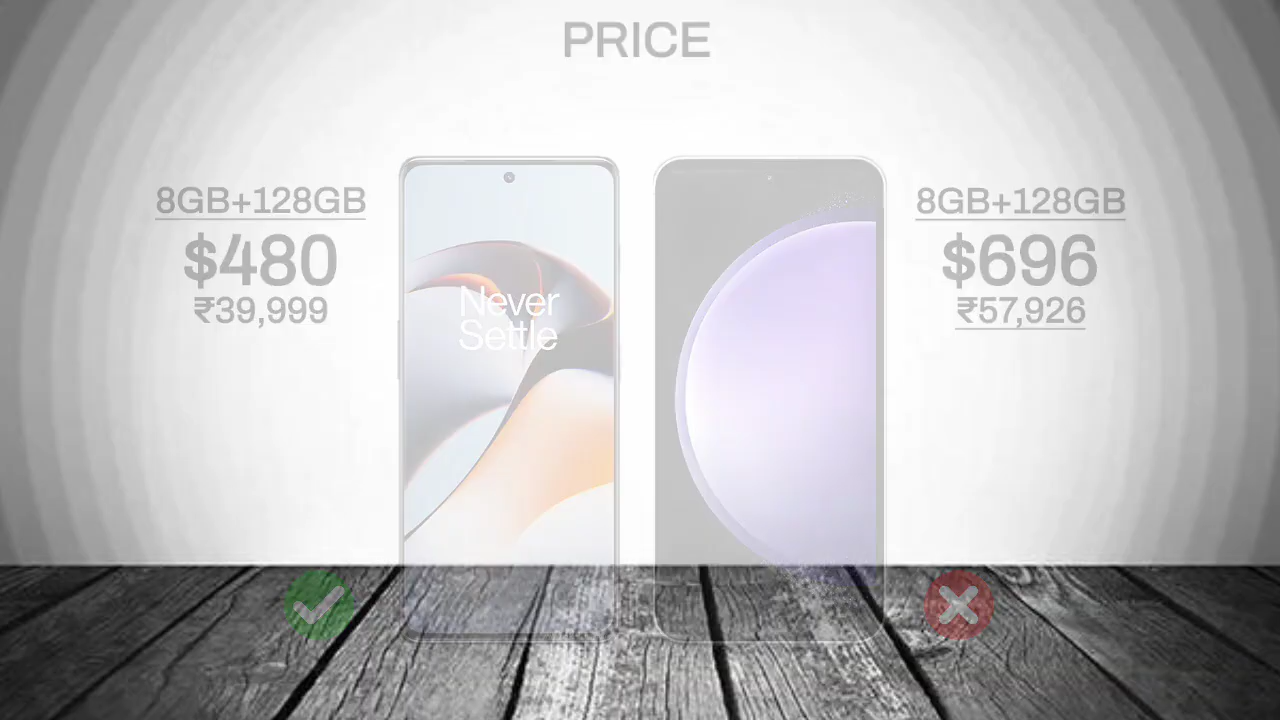 PRICE
8GB+128GB
$480
₹39,999
Never
Settle
8GB+128GB
$696
₹57,926